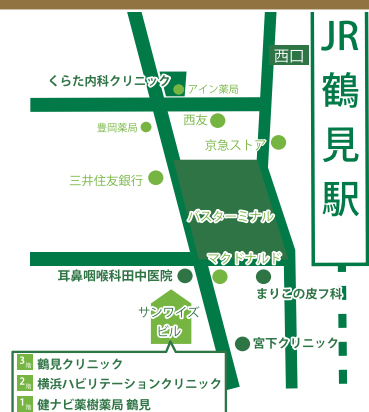 JR鶴見駅
西口
くらた内科クリニック
アイン薬局
西友
豊岡薬局
京急ストア
三井住友銀行
バスターミナル
マクドナルド
耳鼻咽喉科田中医院
まりこの皮フ科
サンワイズ
ビル
宮下クリニック
3階 鶴見クリニック
2階 横浜ハビリテーションクリニック
1階 健ナビ薬樹薬局 鶴見